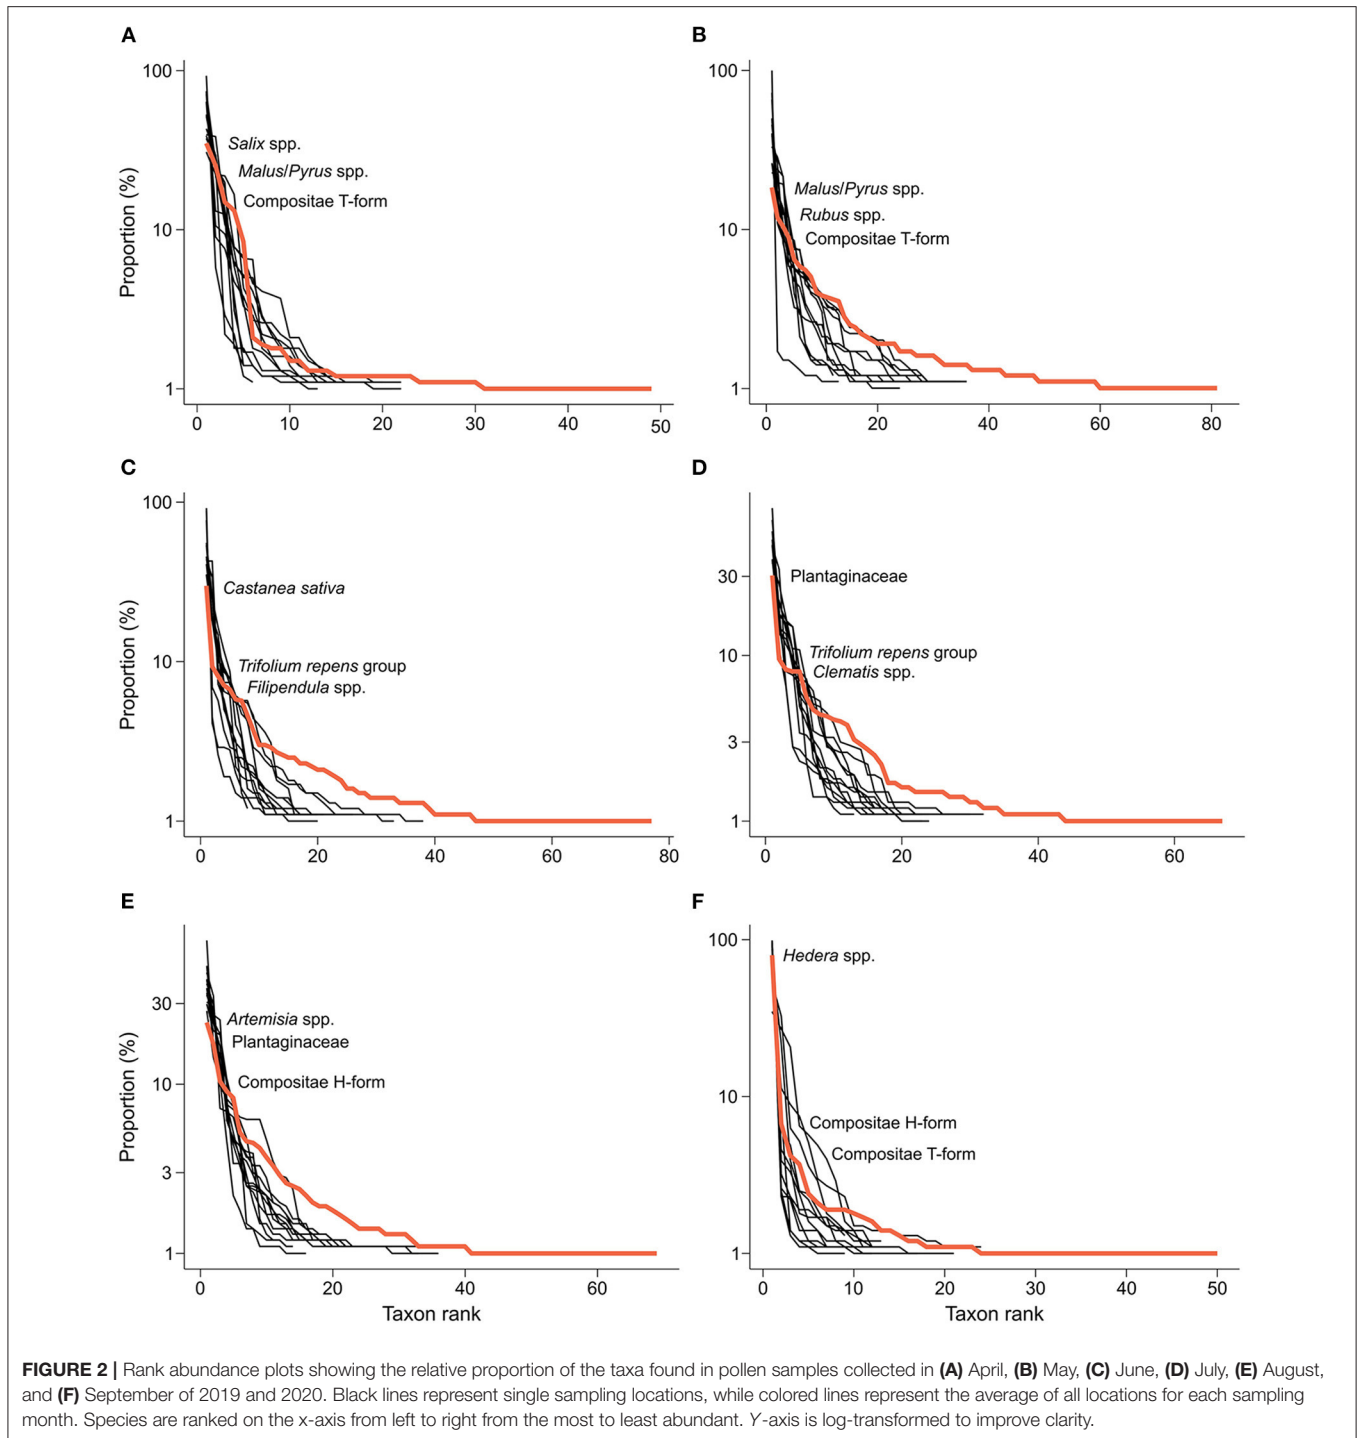 A
B
100
10
1
Proportion (%)
Salix spp.
Malus/Pyrus spp.
Compositae T-form
0 10 20 30 40 50
100
10
1
Malus/Pyrus spp.
Rubus spp.
Compositae T-form
0 20 40 60 80
C
D
100
10
1
Proportion (%)
Castanea sativa
Trifolium repens group
Filipendula spp.
0 20 40 60 80
30
10
3
1
Plantaginaceae
Trifolium repens group
Clematis spp.
0 20 40 60
E
F
30
10
3
1
Proportion (%)
Artemisia spp.
Plantaginaceae
Compositae H-form
0 20 40 60
Taxon rank
100
10
1
Hedera spp.
Compositae H-form
Compositae T-form
0 10 20 30 40 50
Taxon rank
FIGURE 2 | Rank abundance plots showing the relative proportion of the taxa found in pollen samples collected in (A) April, (B) May, (C) June, (D) July, (E) August,
and (F) September of 2019 and 2020. Black lines represent single sampling locations, while colored lines represent the average of all locations for each sampling
month. Species are ranked on the x-axis from left to right from the most to least abundant. Y-axis is log-transformed to improve clarity.